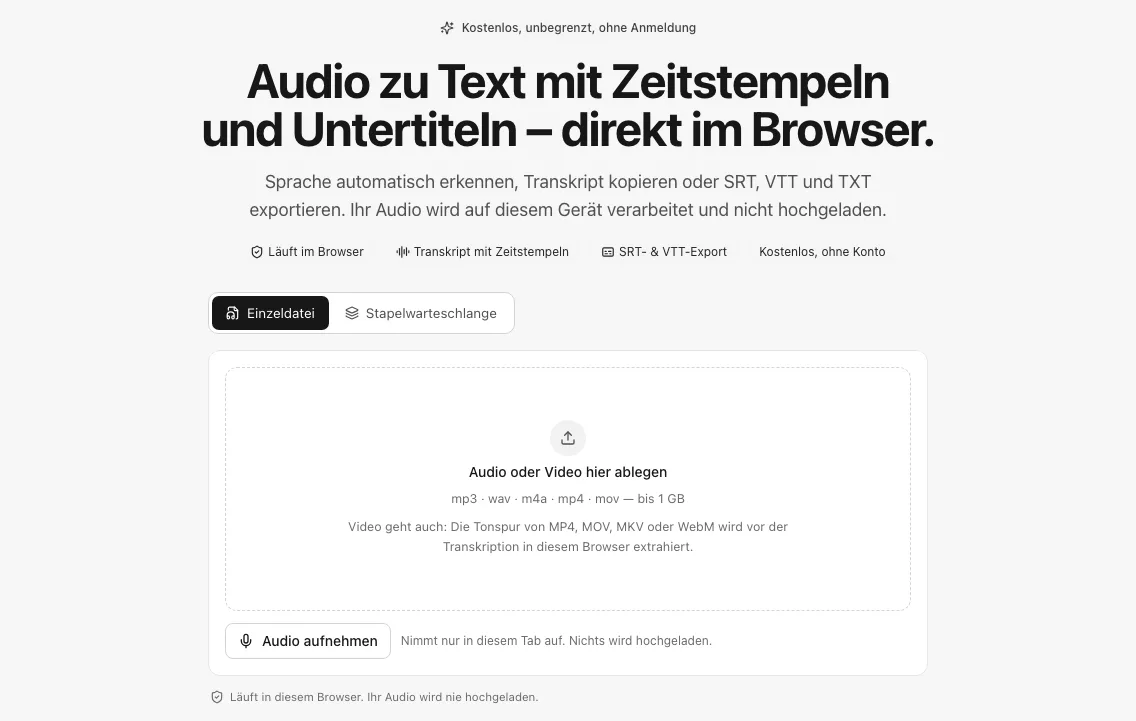 Kostenlos, unbegrenzt, ohne Anmeldung
Audio zu Text mit Zeitstempeln
und Untertiteln – direkt im Browser.
Sprache automatisch erkennen, Transkript kopieren oder SRT, VTT und TXT
exportieren. Ihr Audio wird auf diesem Gerät verarbeitet und nicht hochgeladen.
Läuft im Browser Transkript mit Zeitstempeln SRT- & VTT-Export Kostenlos, ohne Konto
Einzeldatei Stapelwarteschlange
Audio oder Video hier ablegen
mp3 · wav · m4a · mp4 · mov — bis 1 GB
Video geht auch: Die Tonspur von MP4, MOV, MKV oder WebM wird vor der
Transkription in diesem Browser extrahiert.
Audio aufnehmen Nimmt nur in diesem Tab auf. Nichts wird hochgeladen.
Läuft in diesem Browser. Ihr Audio wird nie hochgeladen.